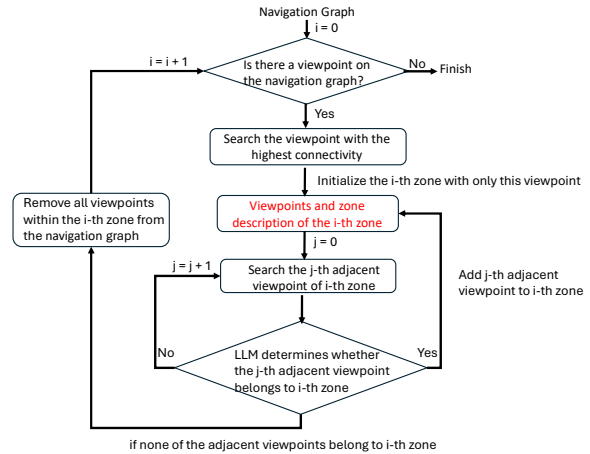 Navigation Graph
i = 0
i = i + 1
Is there a viewpoint on
the navigation graph?
No
Finish
Yes
Search the viewpoint with the
highest connectivity
Initialize the i-th zone with only this viewpoint
Remove all viewpoints
within the i-th zone from
the navigation graph
Viewpoints and zone
description of the i-th zone
j = 0
j = j + 1
Search the j-th adjacent
viewpoint of i-th zone
Add j-th adjacent
viewpoint to i-th zone
No
LLM determines whether
the j-th adjacent viewpoint
belongs to i-th zone
Yes
if none of the adjacent viewpoints belong to i-th zone